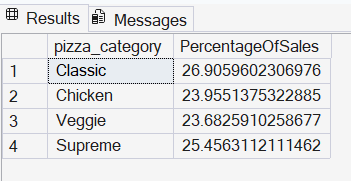 Results Messages
pizza_category PercentageOfSales
1 Classic 26.9059602306976
2 Chicken 23.9551375322885
3 Veggie 23.6825910258677
4 Supreme 25.4563112111462